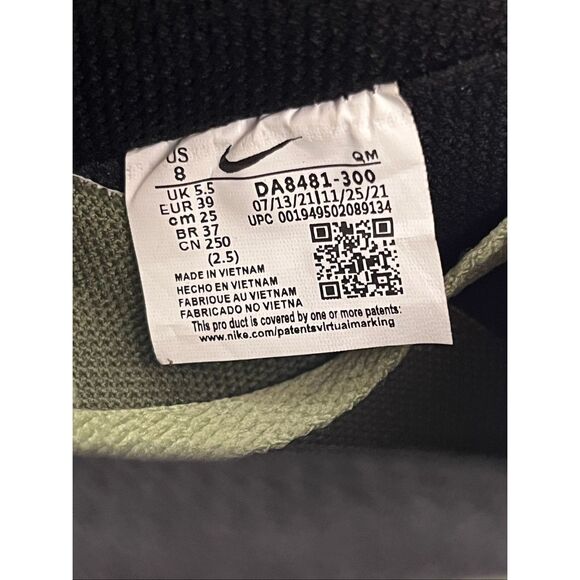 US
8
UK 5.5
EUR 39
cm 25
BR 37
CN 250
(2.5)
QM
DA8481-300
07/13/21|11/25/21
UPC 001949502089134
MADE IN VIETNAM
HECHO EN VIETNAM
FABRIQUE AU VIETNAM
FABRICADO NO VIETNA
This pro duct is covered by one or more patents:
www.nike.com/patentsvirtualmarking